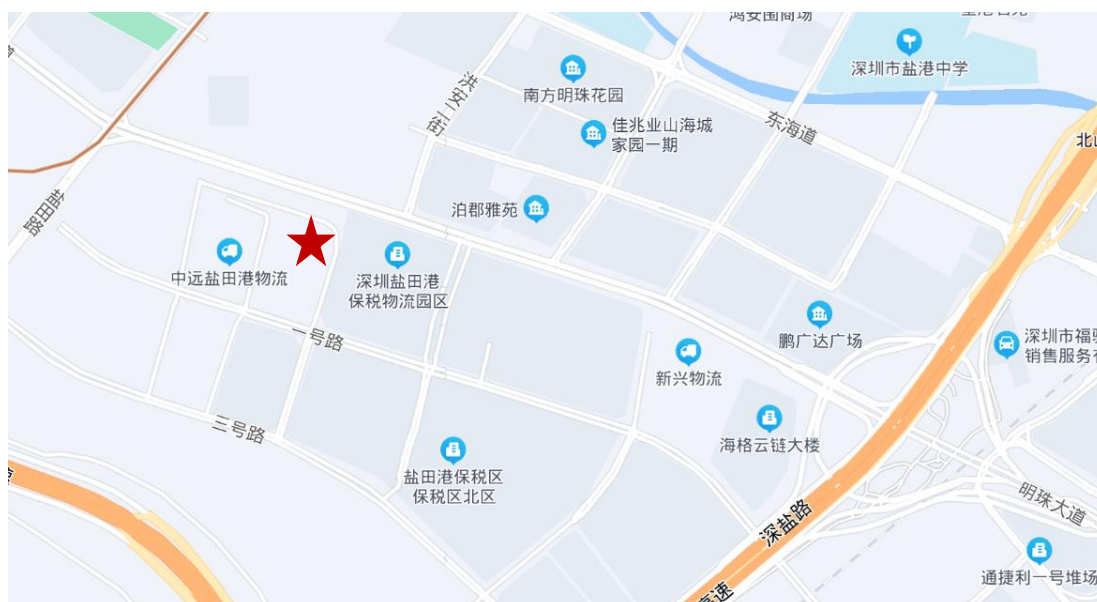 鸿安围商场
深圳市盐港中学
南方明珠花园
洪安二街
佳兆业山海城
家园一期
东海道
北山
盐田路
泊郡雅苑
中远盐田港物流
深圳盐田港
保税物流园区
一号路
鹏广达广场
深圳市福
销售服务有
新兴物流
三号路
海格云链大楼
盐田港保税区
保税区北区
明珠大道
深盐路
通捷利一号堆场
高速